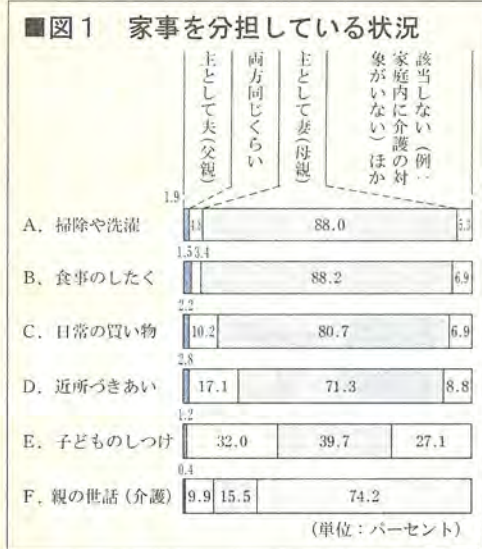 ■図1 家事を分担している状況
主として夫(父親)
両方同じくらい
主として妻(母親)
該当しない(例:
家庭内に介護の対
象がいない)ほか
1.9
A. 掃除や洗濯 4.8 88.0 5.3
1.5 3.4
B. 食事のしたく 88.2 6.9
2.2
C. 日常の買い物 10.2 80.7 6.9
2.8
D. 近所づきあい 17.1 71.3 8.8
1.2
E. 子どものしつけ 32.0 39.7 27.1
0.4
F. 親の世話(介護) 9.9 15.5 74.2
(単位:パーセント)